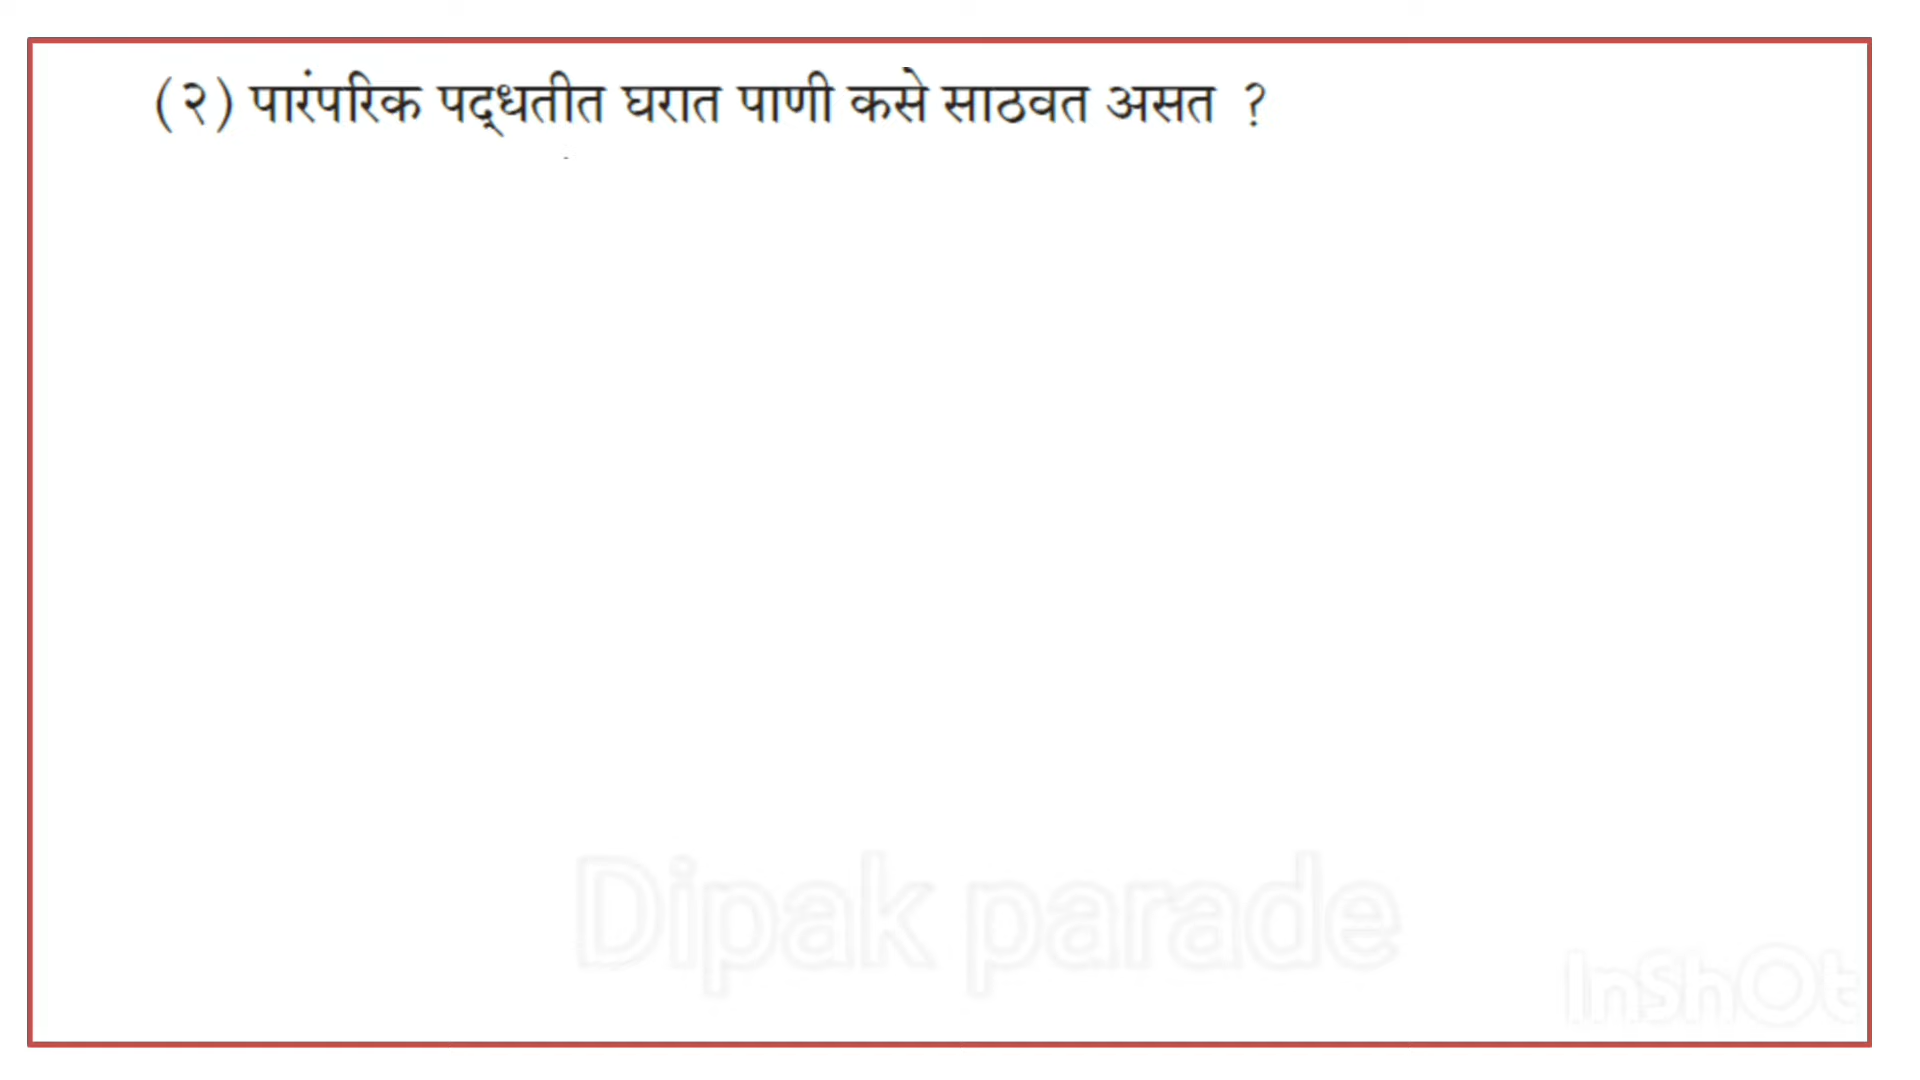 (२) पारंपरिक पद्धतीत घरात पाणी कसे साठवत असत ?
Dipak parade
InShOt